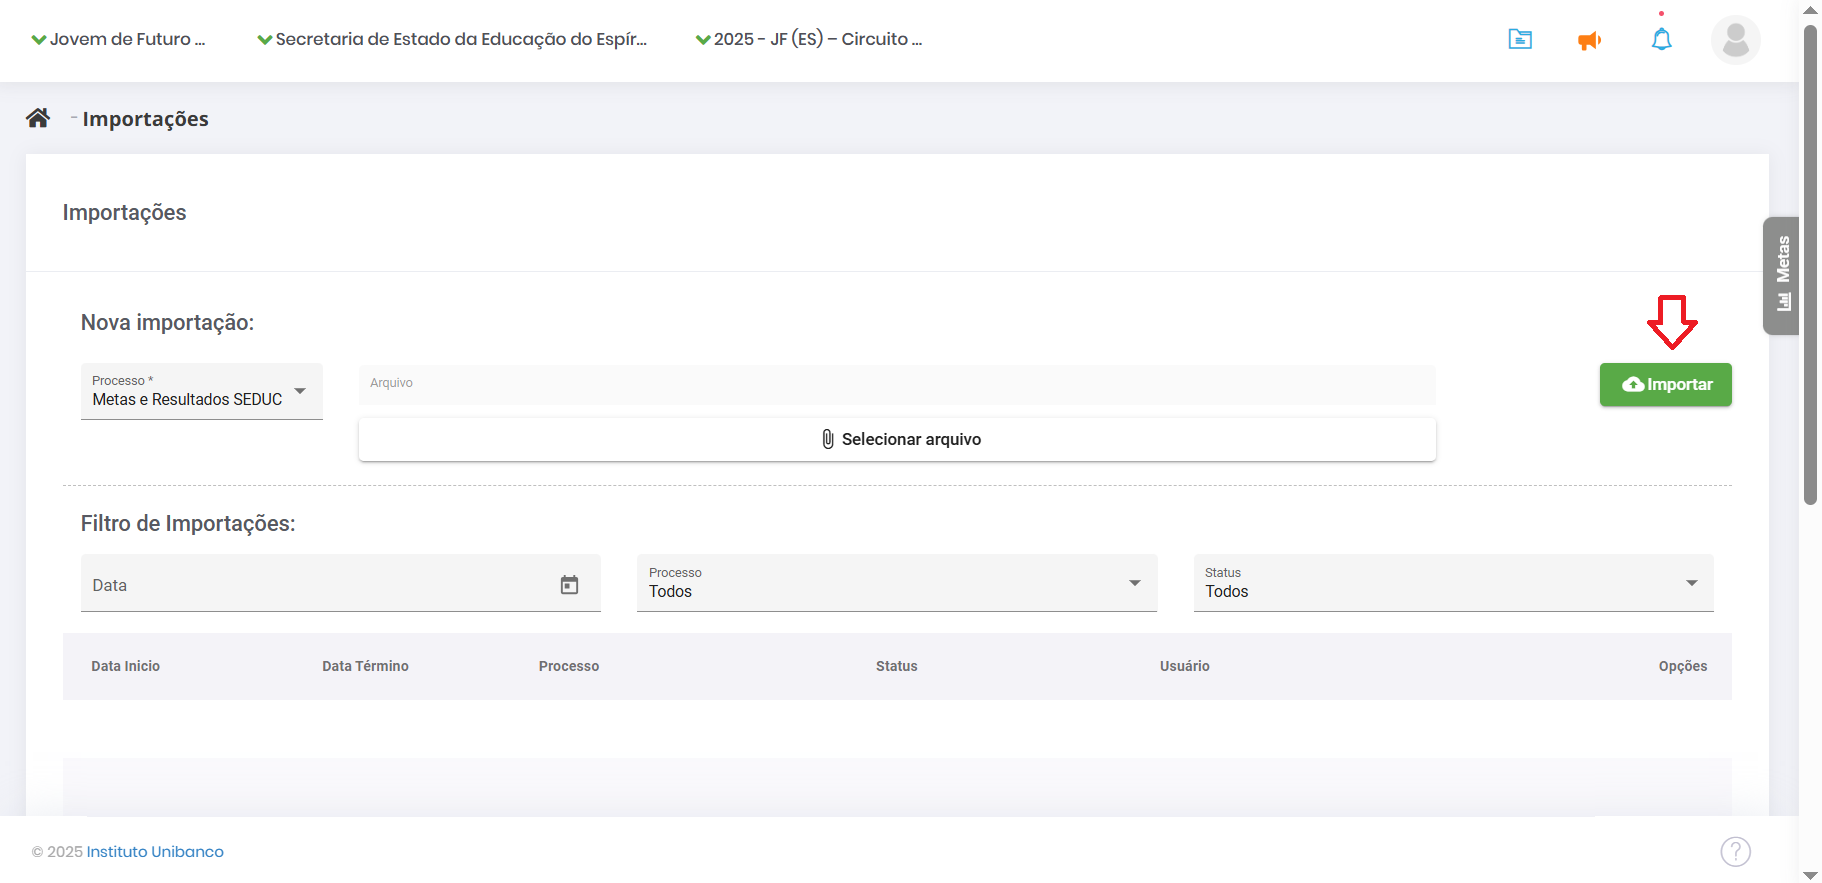 Jovem de Futuro ...
Secretaria de Estado da Educação do Espír...
2025 - JF (ES) – Circuito ...
- Importações
Importações
Metas
Nova importação:
Processo *
Metas e Resultados SEDUC
Arquivo
Importar
Selecionar arquivo
Filtro de Importações:
Data
Processo
Todos
Status
Todos
Data Inicio
Data Término
Processo
Status
Usuário
Opções
© 2025 Instituto Unibanco
?